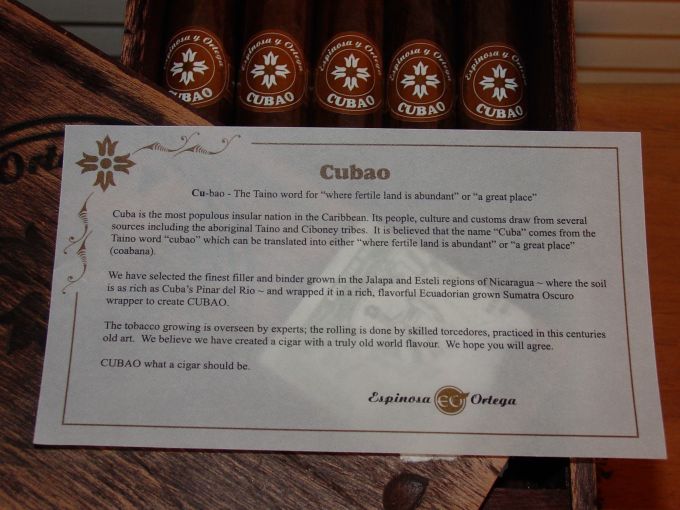 Espinosa y Ortega
CUBAO
Espinosa y Ortega
CUBAO
Espinosa y Ortega
CUBAO
Espinosa y Ortega
CUBAO
Espinosa y Ortega
CUBAO
Orte
Cubao
Cu-bao - The Taino word for “where fertile land is abundant” or “a great place”
Cuba is the most populous insular nation in the Caribbean. Its people, culture and customs draw from several
sources including the aboriginal Taino and Ciboney tribes. It is believed that the name “Cuba” comes from the
Taino word “cubao” which can be translated into either “where fertile land is abundant” or “a great place”
(coabana).
We have selected the finest filler and binder grown in the Jalapa and Esteli regions of Nicaragua ~ where the soil
is as rich as Cuba's Pinar del Rio ~ and wrapped it in a rich, flavorful Ecuadorian grown Sumatra Oscuro
wrapper to create CUBAO.
The tobacco growing is overseen by experts; the rolling is done by skilled torcedores, practiced in this centuries
old art. We believe we have created a cigar with a truly old world flavour. We hope you will agree.
CUBAO what a cigar should be.
Espinosa EO Ortega